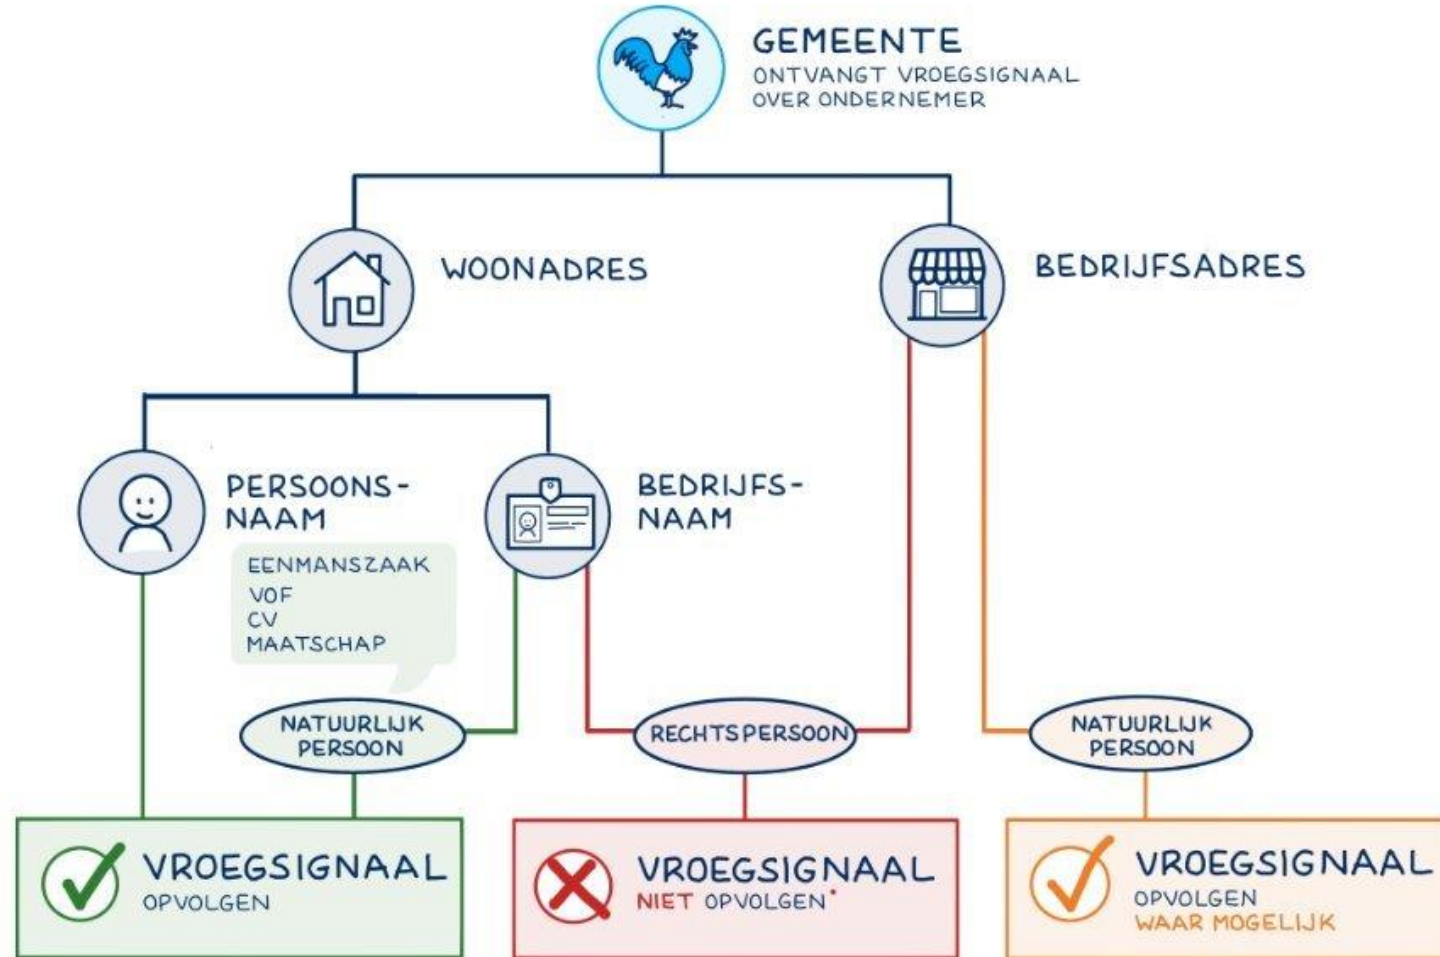 GEMEENTE
ONTVANGT VROEGSIGNAAL
OVER ONDERNEMER
WOONADRES
BEDRIJFSADRES
PERSOONS-
NAAM
BEDRIJFS-
NAAM
EENMANSZAAK
VOF
CV
MAATSCHAP
NATUURLIJK
PERSOON
RECHTSPERSOON
NATUURLIJK
PERSOON
VROEGSIGNAAL
OPVOLGEN
VROEGSIGNAAL
NIET OPVOLGEN*
VROEGSIGNAAL
OPVOLGEN
WAAR MOGELIJK